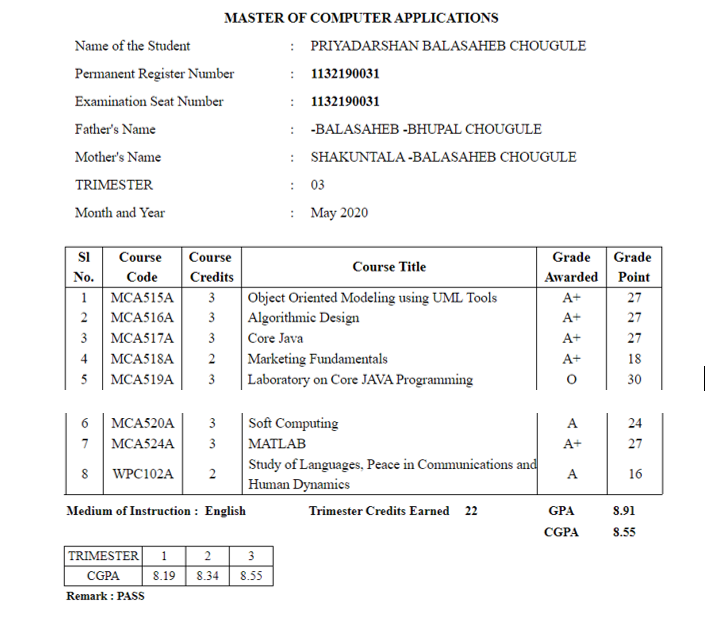 MASTER OF COMPUTER APPLICATIONS
Name of the Student : PRIYADARSHAN BALASAHEB CHOUGULE
Permanent Register Number : 1132190031
Examination Seat Number : 1132190031
Father's Name : -BALASAHEB -BHUPAL CHOUGULE
Mother's Name : SHAKUNTALA -BALASAHEB CHOUGULE
TRIMESTER : 03
Month and Year : May 2020
Sl No. Course Code Course Credits Course Title Grade Awarded Grade Point
1 MCA515A 3 Object Oriented Modeling using UML Tools A+ 27
2 MCA516A 3 Algorithmic Design A+ 27
3 MCA517A 3 Core Java A+ 27
4 MCA518A 2 Marketing Fundamentals A+ 18
5 MCA519A 3 Laboratory on Core JAVA Programming O 30
6 MCA520A 3 Soft Computing A 24
7 MCA524A 3 MATLAB A+ 27
8 WPC102A 2 Study of Languages, Peace in Communications and Human Dynamics A 16
Medium of Instruction : English Trimester Credits Earned 22 GPA 8.91
CGPA 8.55
TRIMESTER 1 2 3
CGPA 8.19 8.34 8.55
Remark : PASS